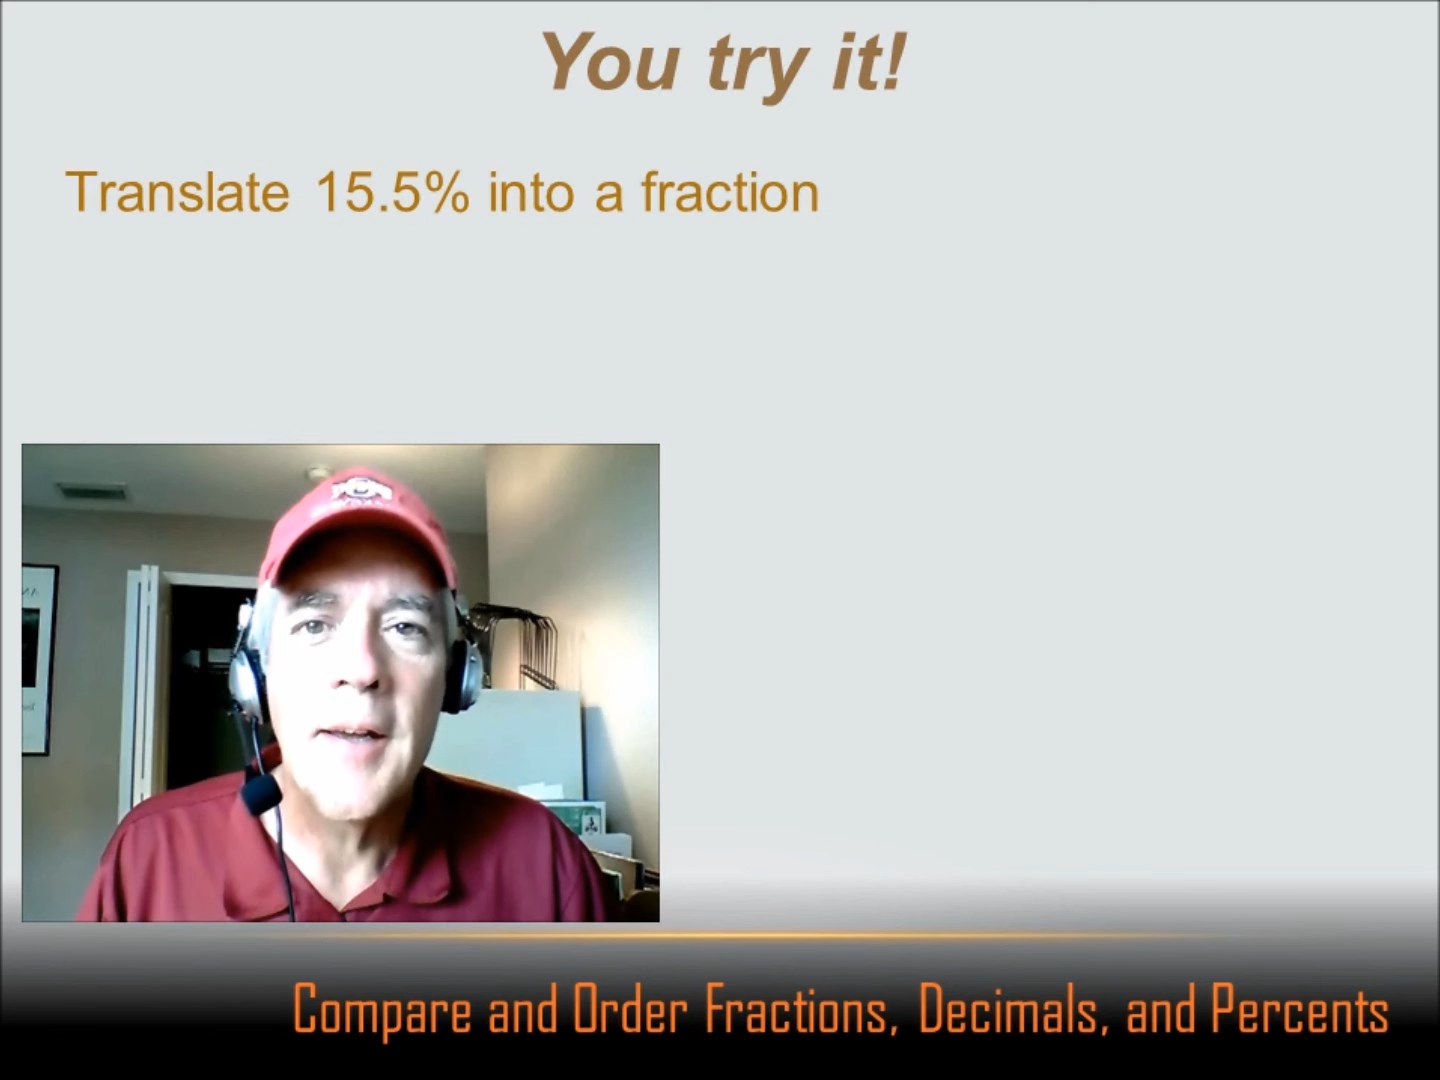 You try it!
Translate 15.5% into a fraction
Compare and Order Fractions, Decimals, and Percents